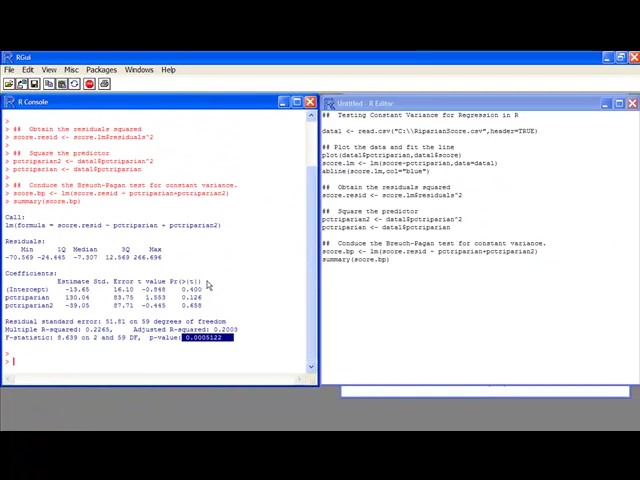 RGui
File Edit View Misc Packages Windows Help
R Console
>
> ## Obtain the residuals squared
> score.resid <- score.lm$residuals^2
>
> ## Square the predictor
> pctriparian2 <- data1$pctriparian^2
> pctriparian <- data1$pctriparian
>
> ## Conduce the Breuch-Pagan test for constant variance.
> score.bp <- lm(score.resid ~ pctriparian+pctriparian2)
> summary(score.bp)
Call:
lm(formula = score.resid ~ pctriparian + pctriparian2)
Residuals:
Min 1Q Median 3Q Max
-70.569 -24.445 -7.307 12.569 266.696
Coefficients:
Estimate Std. Error t value Pr(>|t|)
(Intercept) -13.65 16.10 -0.848 0.400
pctriparian 130.04 83.75 1.553 0.126
pctriparian2 -39.05 87.71 -0.445 0.658
Residual standard error: 51.81 on 59 degrees of freedom
Multiple R-squared: 0.2265, Adjusted R-squared: 0.2003
F-statistic: 8.639 on 2 and 59 DF, p-value: 0.0005122
>
>
Untitled - R Editor
## Testing Constant Variance for Regression in R
data1 <- read.csv("C:\\RiparianScore.csv",header=TRUE)
## Plot the data and fit the line
plot(data1$pctriparian,data1$score)
score.lm <- lm(score~pctriparian,data=data1)
abline(score.lm,col="blue")
## Obtain the residuals squared
score.resid <- score.lm$residuals^2
## Square the predictor
pctriparian2 <- data1$pctriparian^2
pctriparian <- data1$pctriparian
## Conduce the Breuch-Pagan test for constant variance.
score.bp <- lm(score.resid ~ pctriparian+pctriparian2)
summary(score.bp)